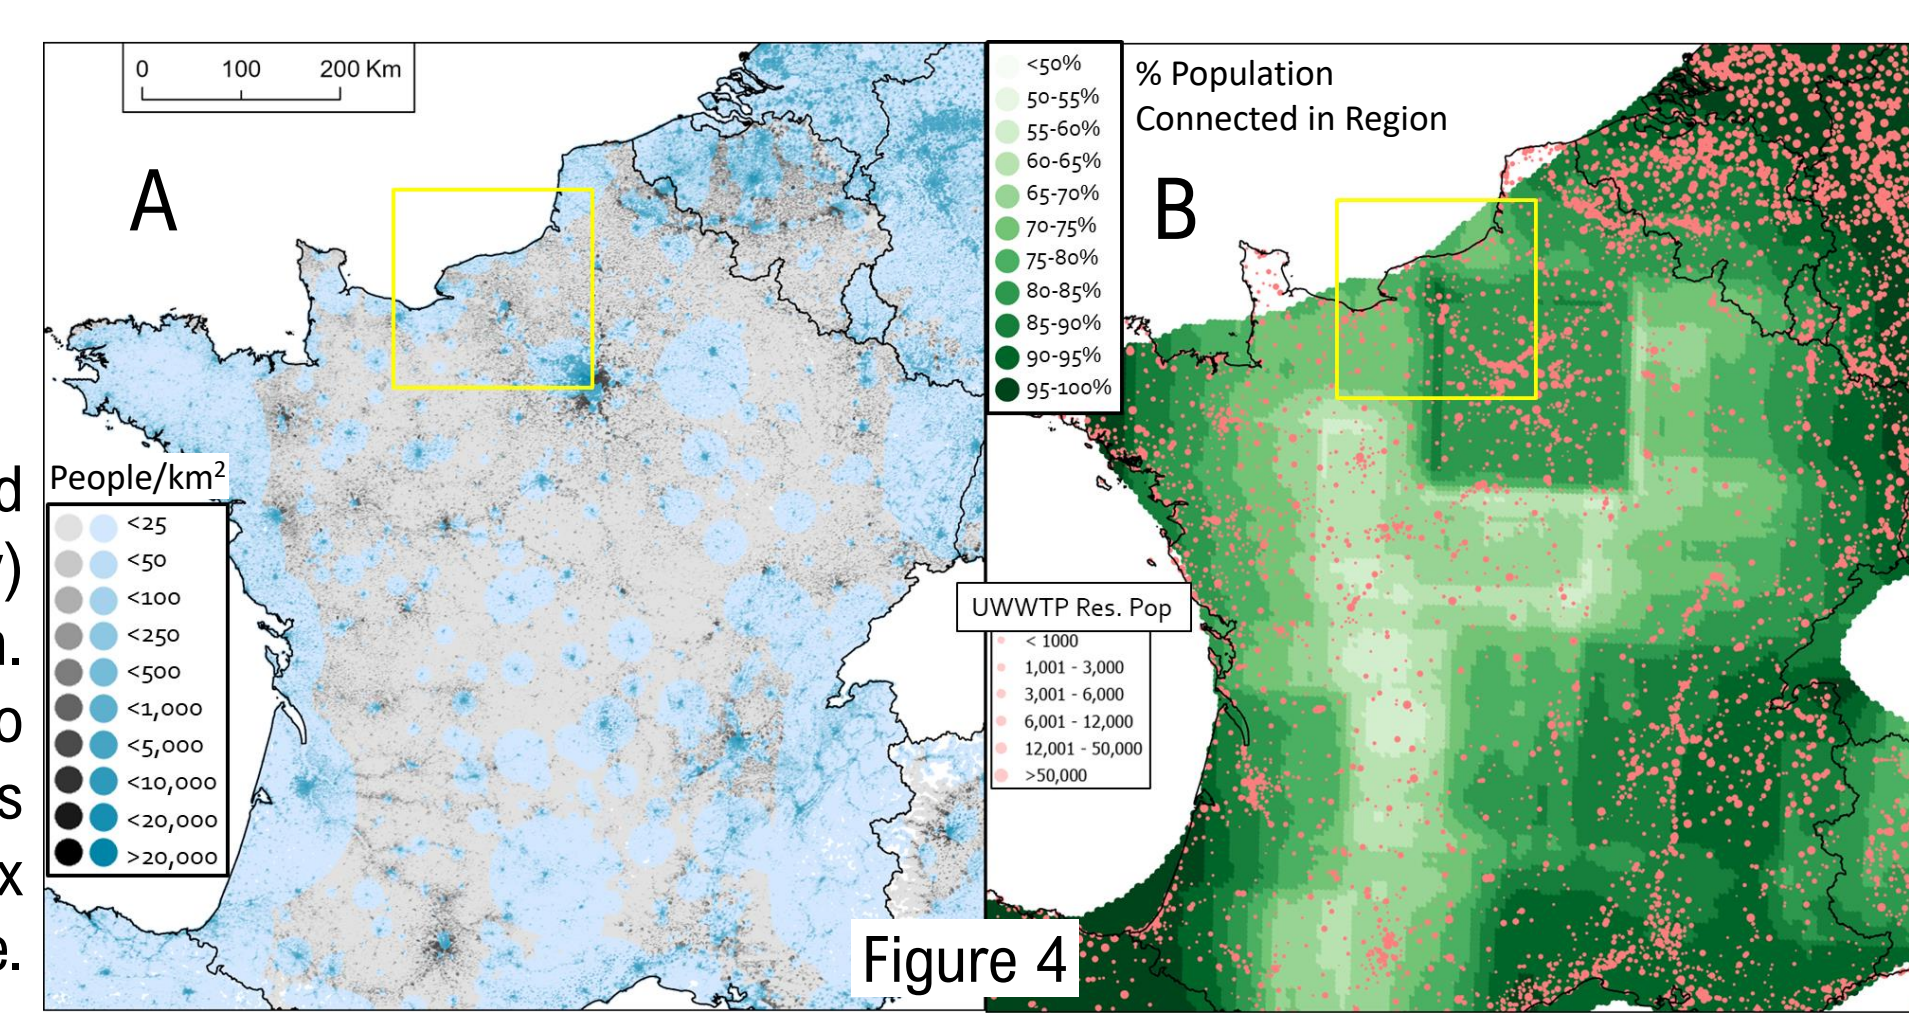 d
y)
n.
o
s
x
e.
0 100 200 Km
A
People/km2
<25
<50
<100
<250
<500
<1,000
<5,000
<10,000
<20,000
>20,000
<50%
50-55%
55-60%
60-65%
65-70%
70-75%
75-80%
80-85%
85-90%
90-95%
95-100%
% Population
Connected in Region
B
UWWTP Res. Pop
< 1000
1,001 - 3,000
3,001 - 6,000
6,001 - 12,000
12,001 - 50,000
>50,000
Figure 4